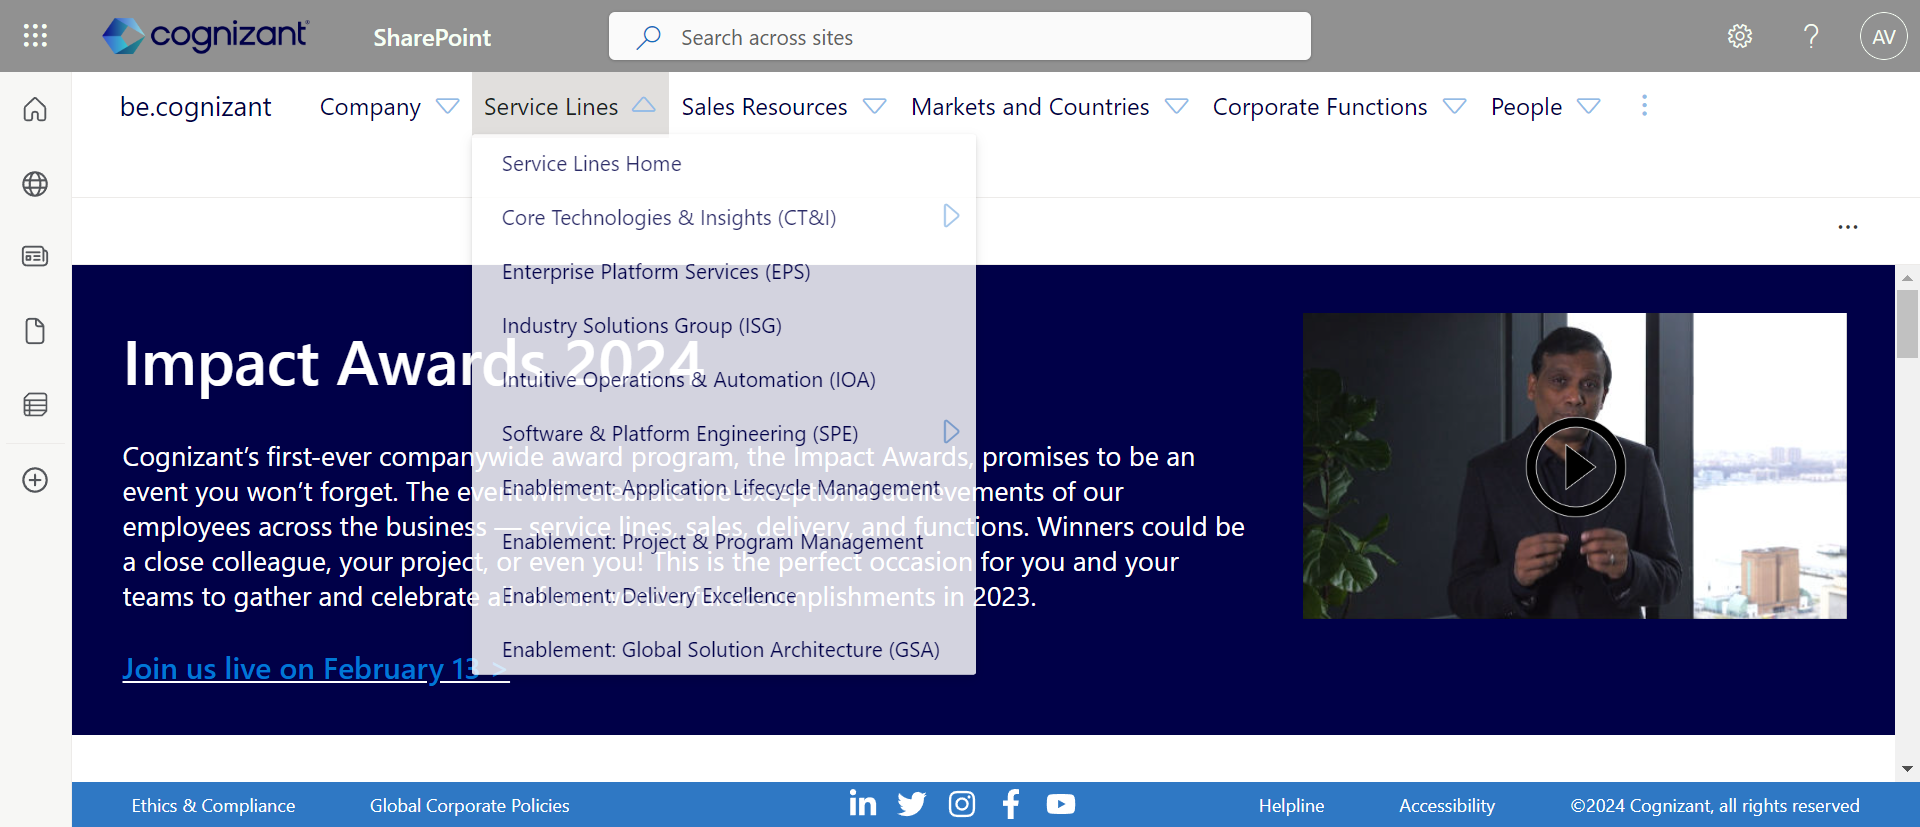 cognizant
SharePoint
Search across sites
AV
be.cognizant
Company
Service Lines
Sales Resources
Markets and Countries
Corporate Functions
People
Service Lines Home
Core Technologies & Insights (CT&I)
Enterprise Platform Services (EPS)
Industry Solutions Group (ISG)
Intuitive Operations & Automation (IOA)
Software & Platform Engineering (SPE)
Enablement: Application Lifecycle Management
Enablement: Project & Program Management
Enablement: Delivery Excellence
Enablement: Global Solution Architecture (GSA)
Impact Awards 2024
Cognizant’s first-ever companywide award program, the Impact Awards, promises to be an
event you won’t forget. The event will celebrate the exceptional achievements of our
employees across the business — service lines, sales, delivery, and functions. Winners could be
a close colleague, your project, or even you! This is the perfect occasion for you and your
teams to gather and celebrate all of our wonderful accomplishments in 2023.
Join us live on February 13 >
Ethics & Compliance
Global Corporate Policies
Helpline
Accessibility
©2024 Cognizant, all rights reserved